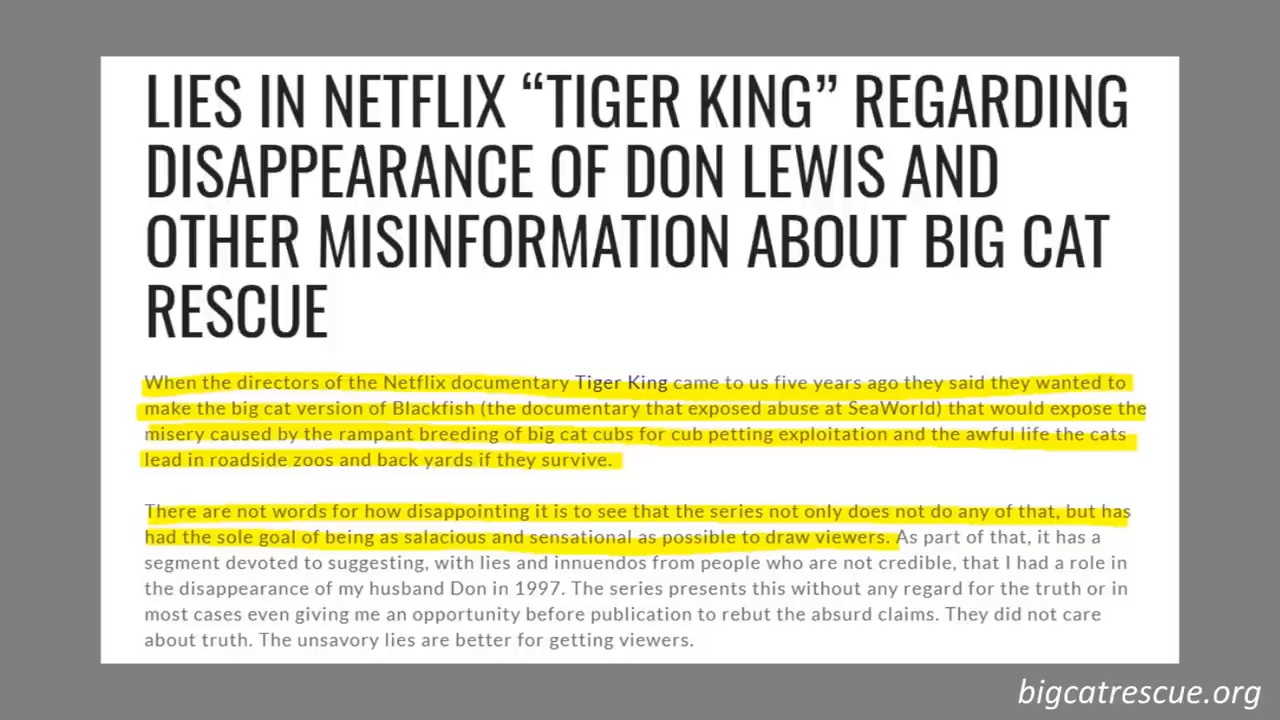 LIES IN NETFLIX “TIGER KING” REGARDING
DISAPPEARANCE OF DON LEWIS AND
OTHER MISINFORMATION ABOUT BIG CAT
RESCUE
When the directors of the Netflix documentary Tiger King came to us five years ago they said they wanted to
make the big cat version of Blackfish (the documentary that exposed abuse at SeaWorld) that would expose the
misery caused by the rampant breeding of big cat cubs for cub petting exploitation and the awful life the cats
lead in roadside zoos and back yards if they survive.
There are not words for how disappointing it is to see that the series not only does not do any of that, but has
had the sole goal of being as salacious and sensational as possible to draw viewers. As part of that, it has a
segment devoted to suggesting, with lies and innuendos from people who are not credible, that I had a role in
the disappearance of my husband Don in 1997. The series presents this without any regard for the truth or in
most cases even giving me an opportunity before publication to rebut the absurd claims. They did not care
about truth. The unsavory lies are better for getting viewers.
bigcatrescue.org